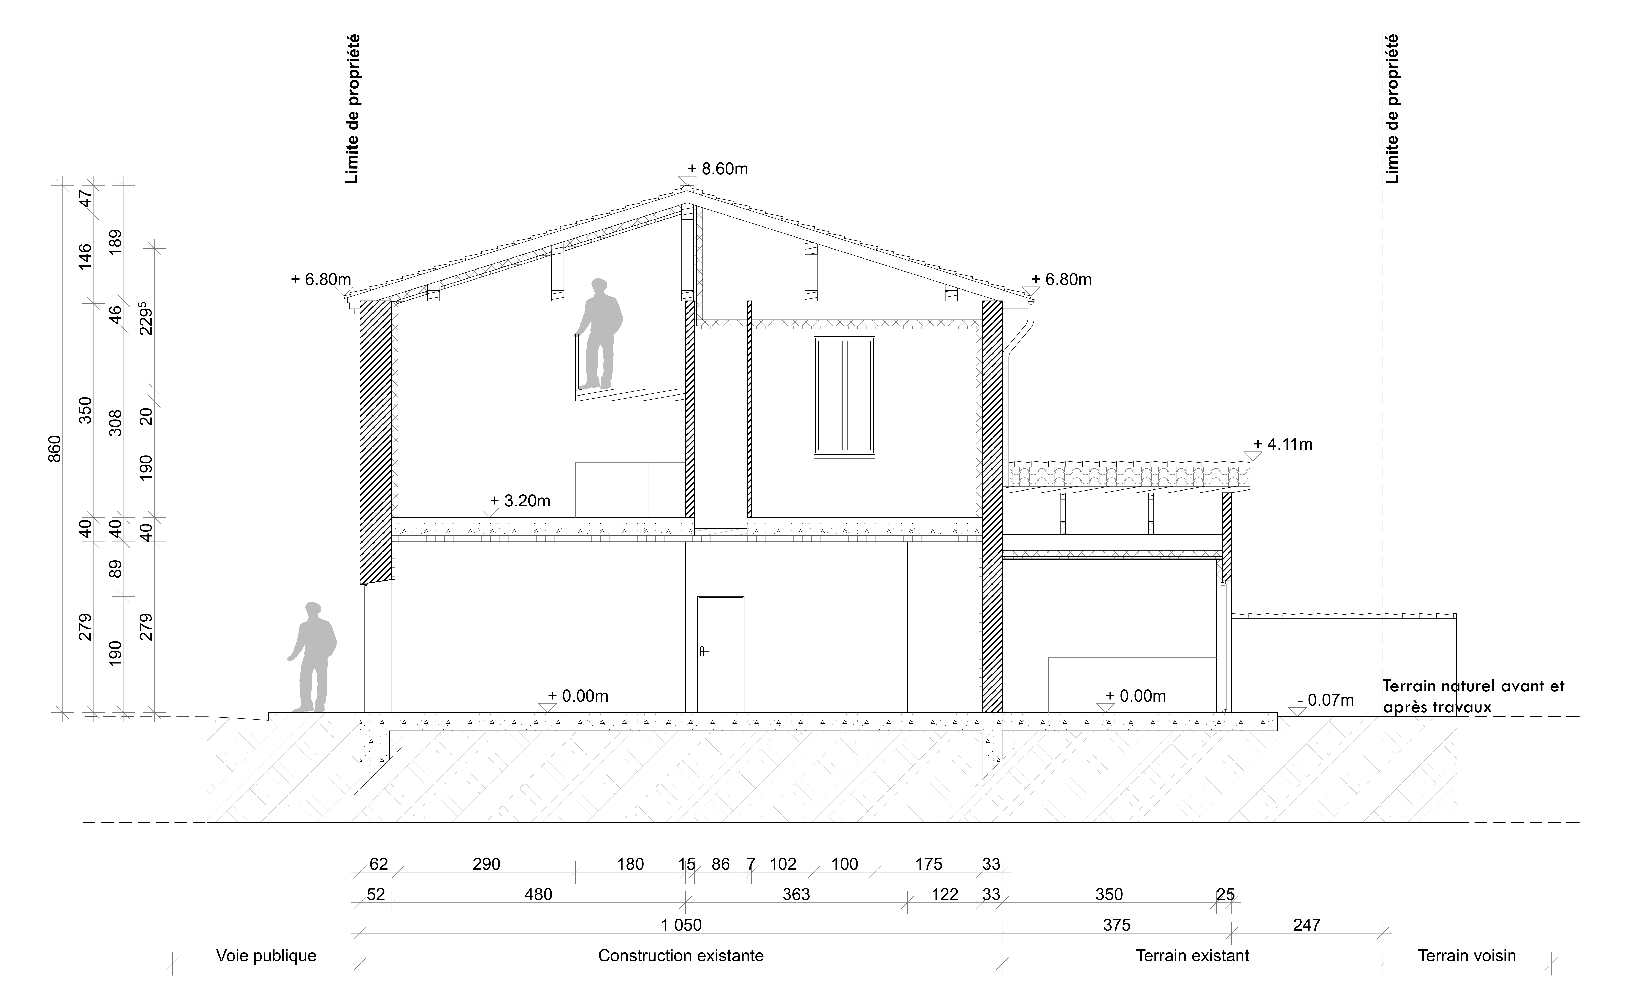 Limite de propriété
Limite de propriété
+ 8.60m
+ 6.80m
+ 6.80m
+ 4.11m
+ 3.20m
+ 0.00m
+ 0.00m
- 0.07m
Terrain naturel avant et
après travaux
860
47
146
350
40
279
189
46
308
40
89
190
229⁵
20
190
40
279
62 290 180 15 86 7 102 100 175 33
52 480 363 122 33 350 25
1 050 375 247
Voie publique Construction existante Terrain existant Terrain voisin